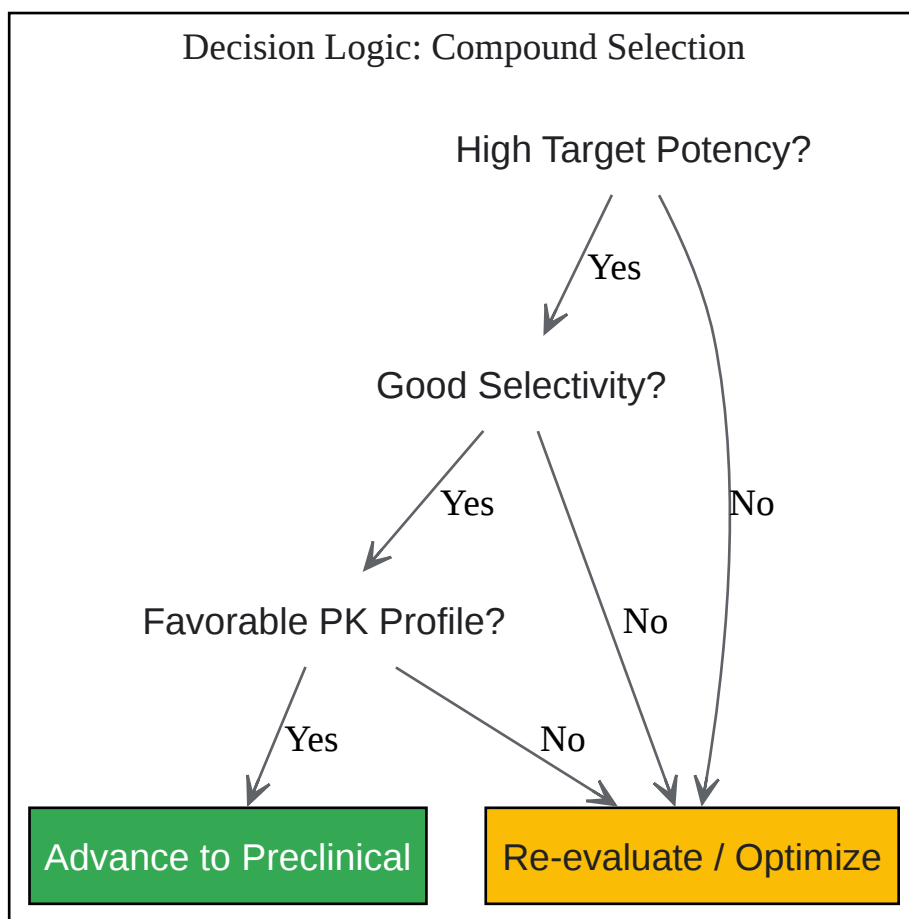 Decision Logic: Compound Selection
High Target Potency?
Yes
Good Selectivity?
Yes
No
Favorable PK Profile?
No
Yes
No
Advance to Preclinical
Re-evaluate / Optimize